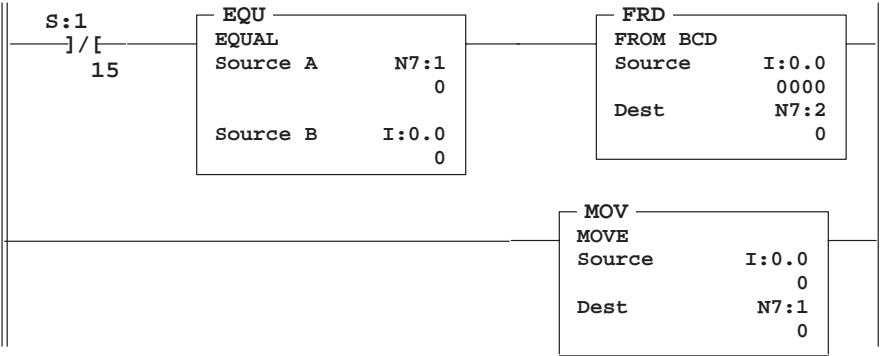 S:1
]/[
15
EQU
EQUAL
Source A N7:1
0
Source B I:0.0
0
FRD
FROM BCD
Source I:0.0
0000
Dest N7:2
0
MOV
MOVE
Source I:0.0
0
Dest N7:1
0